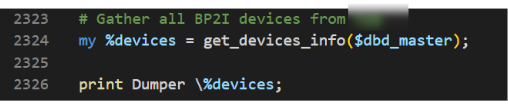 2323 # Gather all BP2I devices from
2324 my %devices = get_devices_info($dbd_master);
2325
2326 print Dumper \%devices;